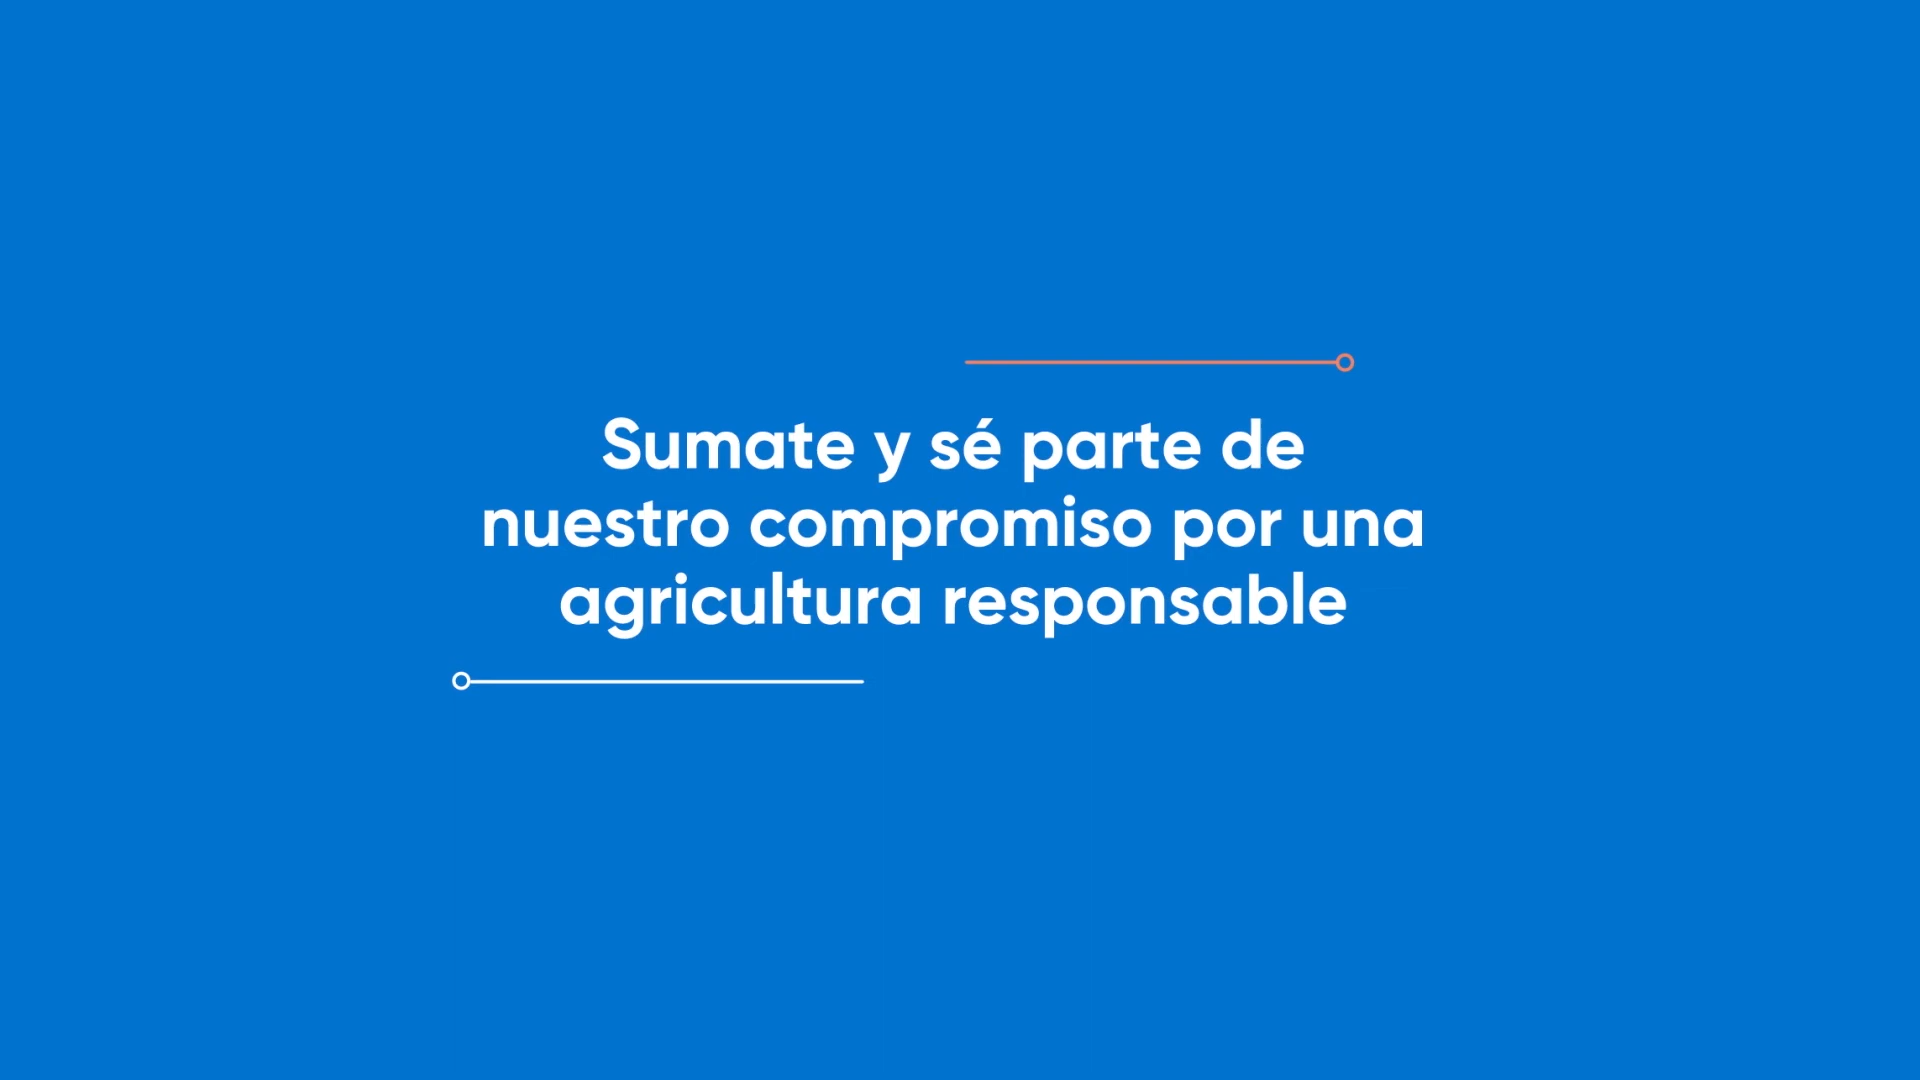 Sumate y sé parte de
nuestro compromiso por una
agricultura responsable